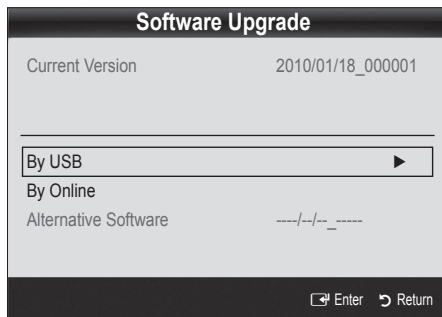 Software Upgrade
Current Version 2010/01/18_000001
By USB ►
By Online
Alternative Software ----/--/--_-----
Enter Return